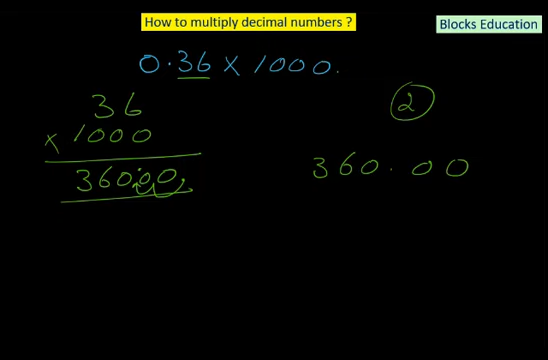 How to multiply decimal numbers ?
Blocks Education
0.36 × 1000.
36
× 1000
36000
2
360.00